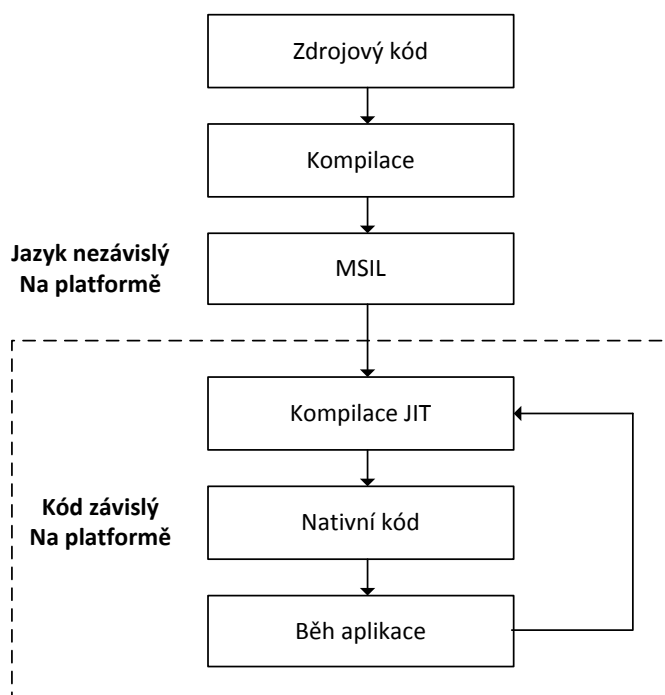 Zdrojový kód
Kompilace
Jazyk nezávislý
Na platformě
MSIL
Kompilace JIT
Kód závislý
Na platformě
Nativní kód
Běh aplikace